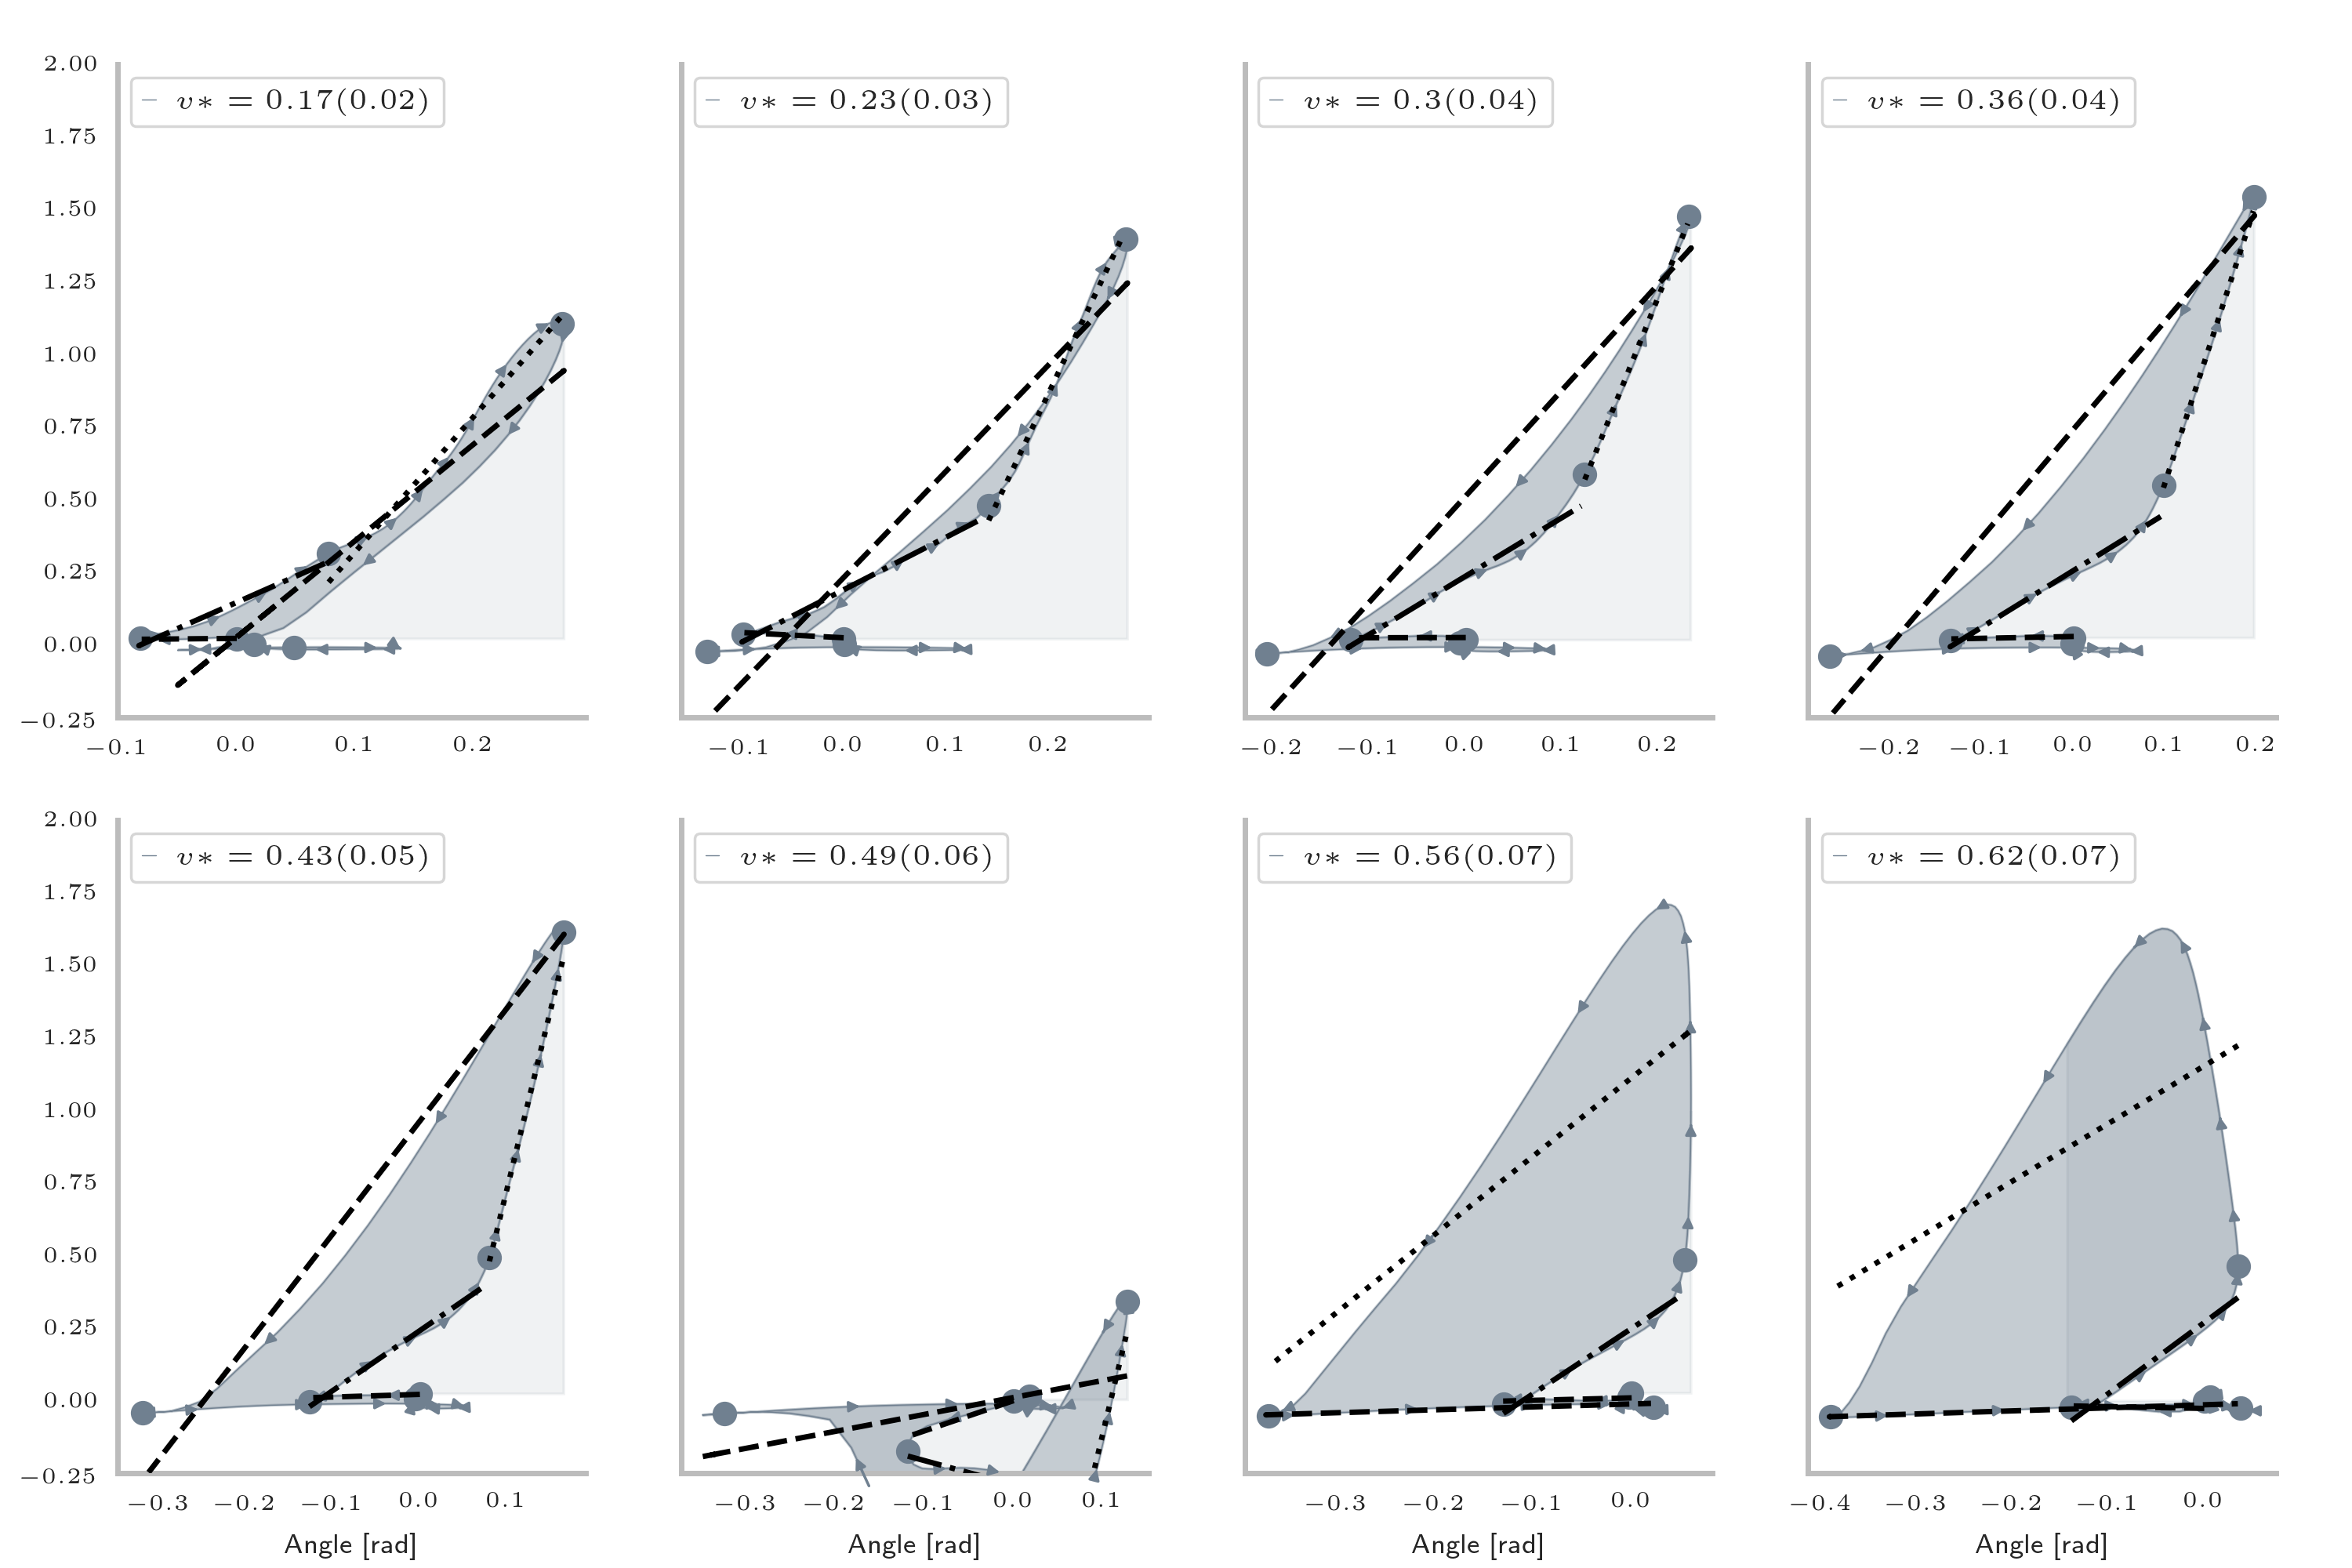 2.00
1.75
1.50
1.25
1.00
0.75
0.50
0.25
0.00
−0.25
v∗ = 0.17(0.02)
−0.1 0.0 0.1 0.2
v∗ = 0.23(0.03)
−0.1 0.0 0.1 0.2
v∗ = 0.3(0.04)
−0.2 −0.1 0.0 0.1 0.2
v∗ = 0.36(0.04)
−0.2 −0.1 0.0 0.1 0.2
2.00
1.75
1.50
1.25
1.00
0.75
0.50
0.25
0.00
−0.25
v∗ = 0.43(0.05)
−0.3 −0.2 −0.1 0.0 0.1
Angle [rad]
v∗ = 0.49(0.06)
−0.3 −0.2 −0.1 0.0 0.1
Angle [rad]
v∗ = 0.56(0.07)
−0.3 −0.2 −0.1 0.0
Angle [rad]
v∗ = 0.62(0.07)
−0.4 −0.3 −0.2 −0.1 0.0
Angle [rad]